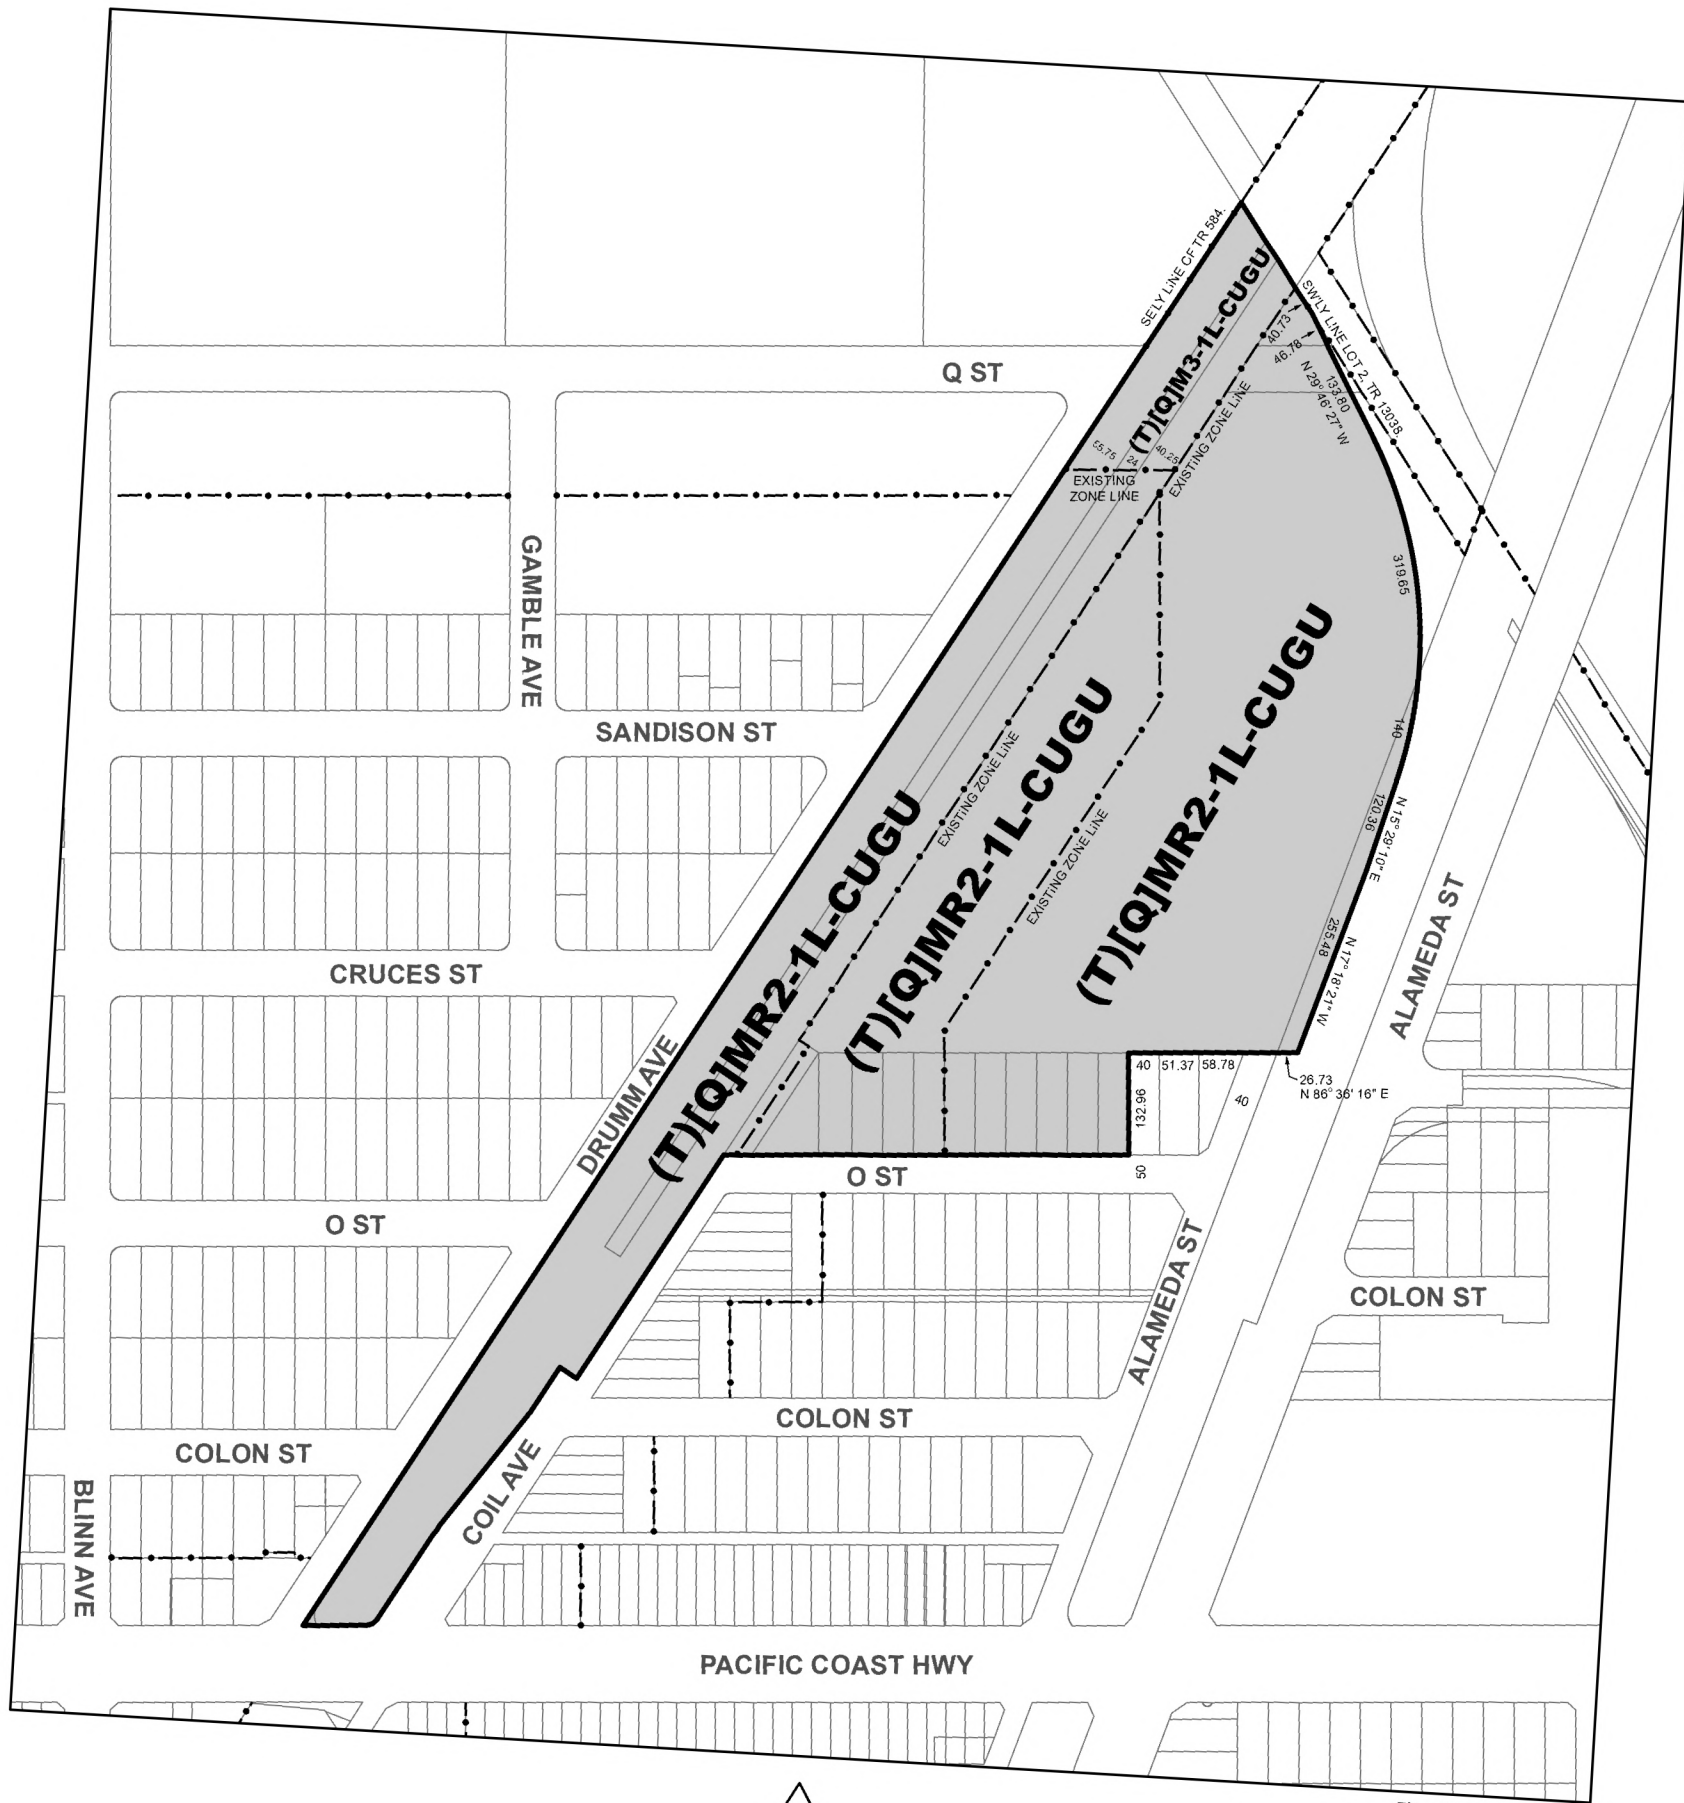 SE'LY LINE OF TR 584.
(T)[Q]M3-1L-CUGU
SW'LY LINE LOT 2, TR 13038.
40.73
46.78
Q ST
133.80
N 29° 46' 27" W
55.75
24
40.25
EXISTING
ZONE LINE
EXISTING ZONE LINE
319.65
GAMBLE AVE
SANDISON ST
140
EXISTING ZONE LINE
(T)[Q]MR2-1L-CUGU
(T)[Q]MR2-1L-CUGU
(T)[Q]MR2-1L-CUGU
EXISTING ZONE LINE
120.36
N 15° 29' 10" E
255.48
N 17° 18' 21" W
ALAMEDA ST
CRUCES ST
DRUMM AVE
40
51.37
58.78
26.73
N 86° 36' 16" E
132.96
40
50
O ST
O ST
ALAMEDA ST
COLON ST
COLON ST
COLON ST
COIL AVE
BLINN AVE
PACIFIC COAST HWY